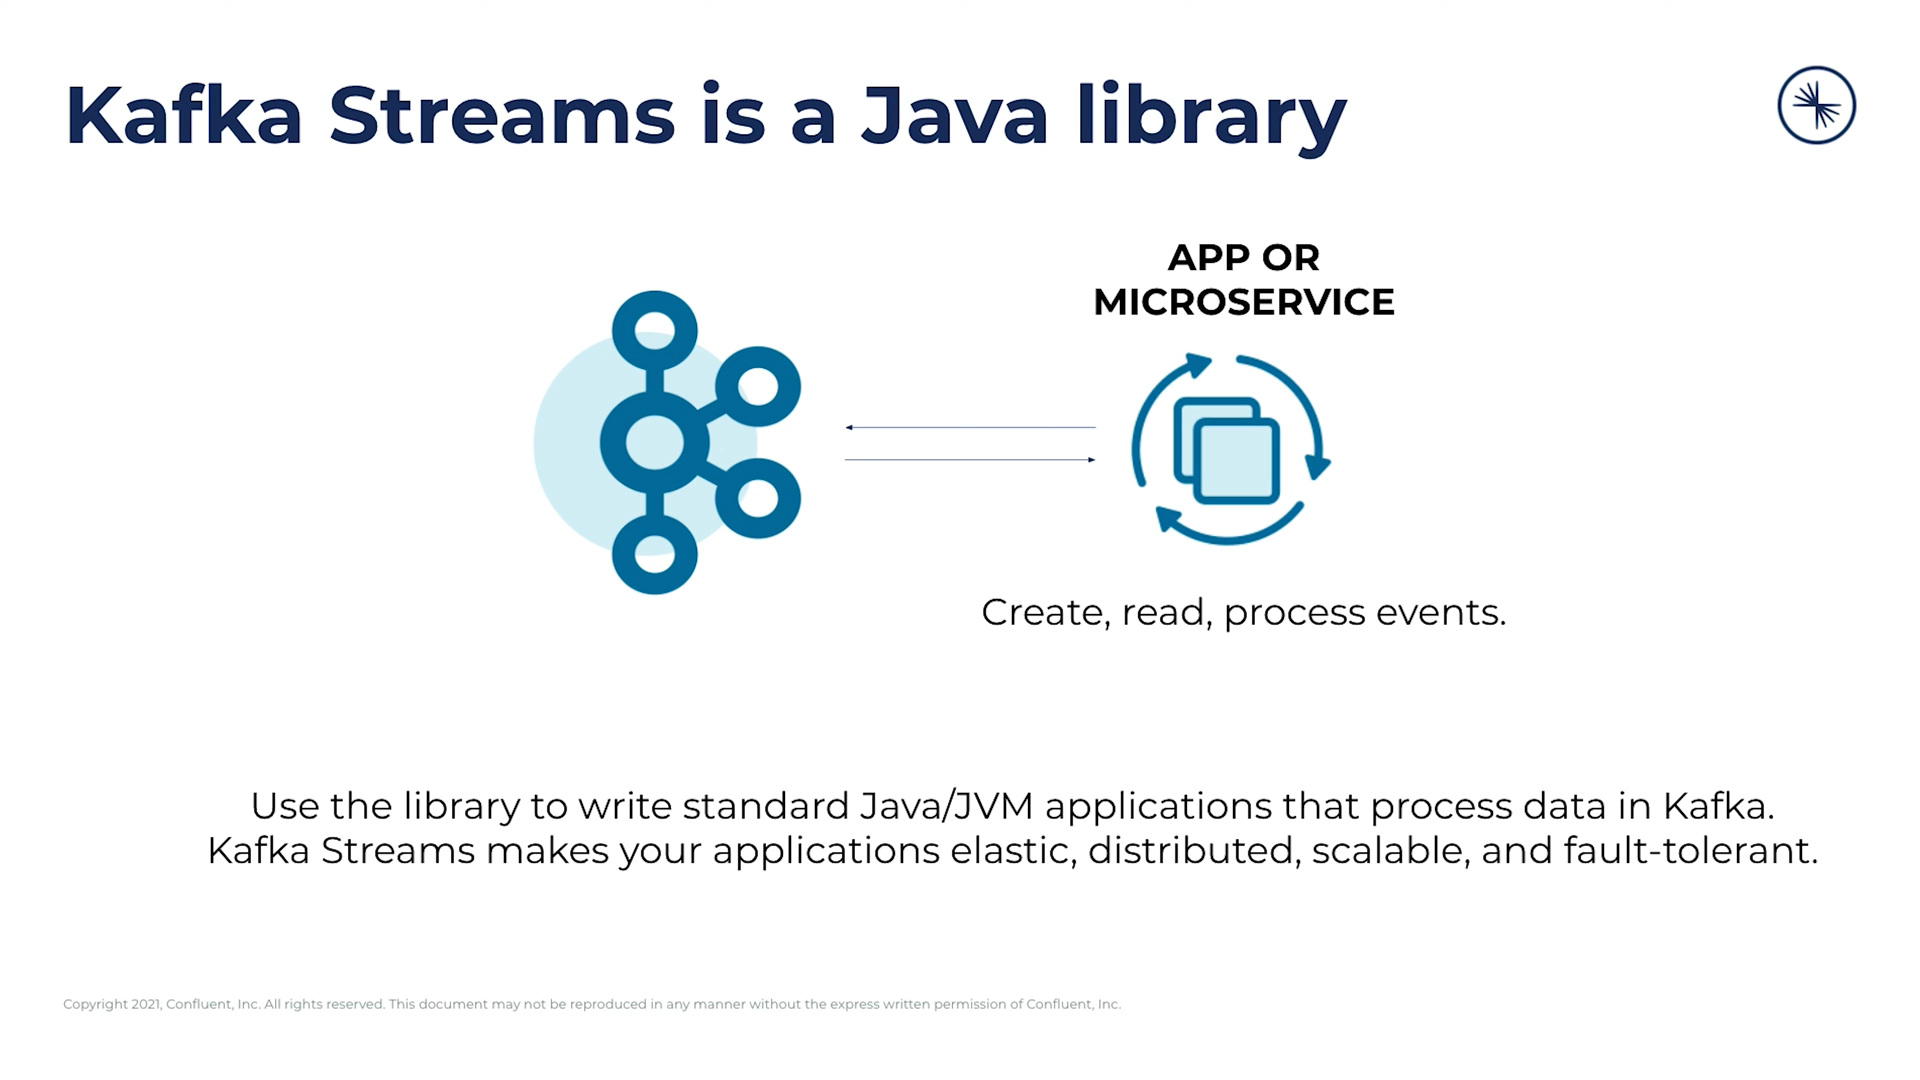 Kafka Streams is a Java library
APP OR
MICROSERVICE
Create, read, process events.
Use the library to write standard Java/JVM applications that process data in Kafka.
Kafka Streams makes your applications elastic, distributed, scalable, and fault-tolerant.
Copyright 2021, Confluent, Inc. All rights reserved. This document may not be reproduced in any manner without the express written permission of Confluent, Inc.